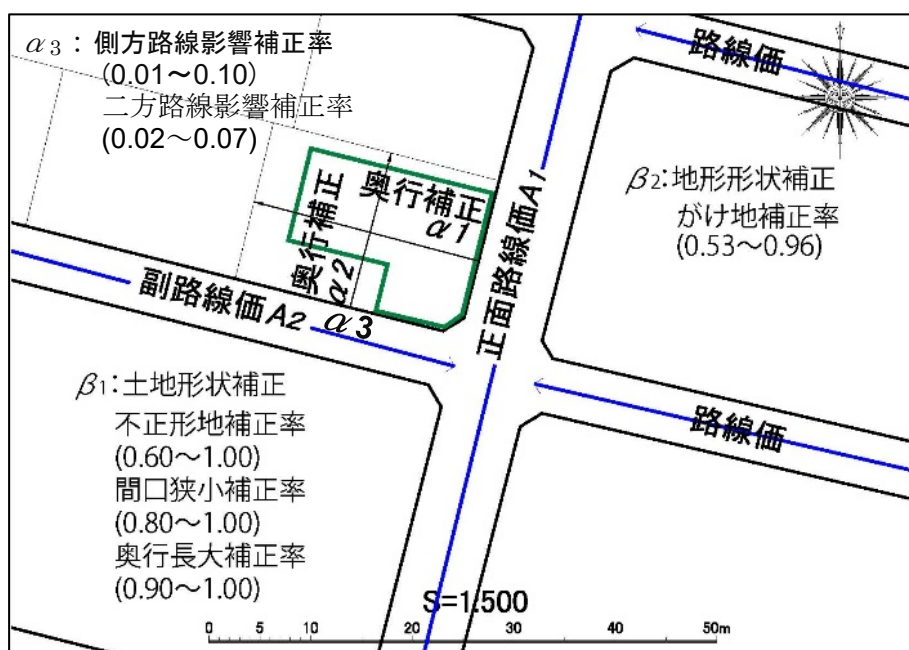 α3：側方路線影響補正率
(0.01～0.10)
二方路線影響補正率
(0.02～0.07)
路線価
β2:地形形状補正
がけ地補正率
(0.53～0.96)
奥行補正
α1
奥行補正
α2
正面路線価A1
副路線価A2
α3
β1:土地形状補正
不正形地補正率
(0.60～1.00)
間口狭小補正率
(0.80～1.00)
奥行長大補正率
(0.90～1.00)
路線価
S=1:500
0 5 10 20 30 40 50m